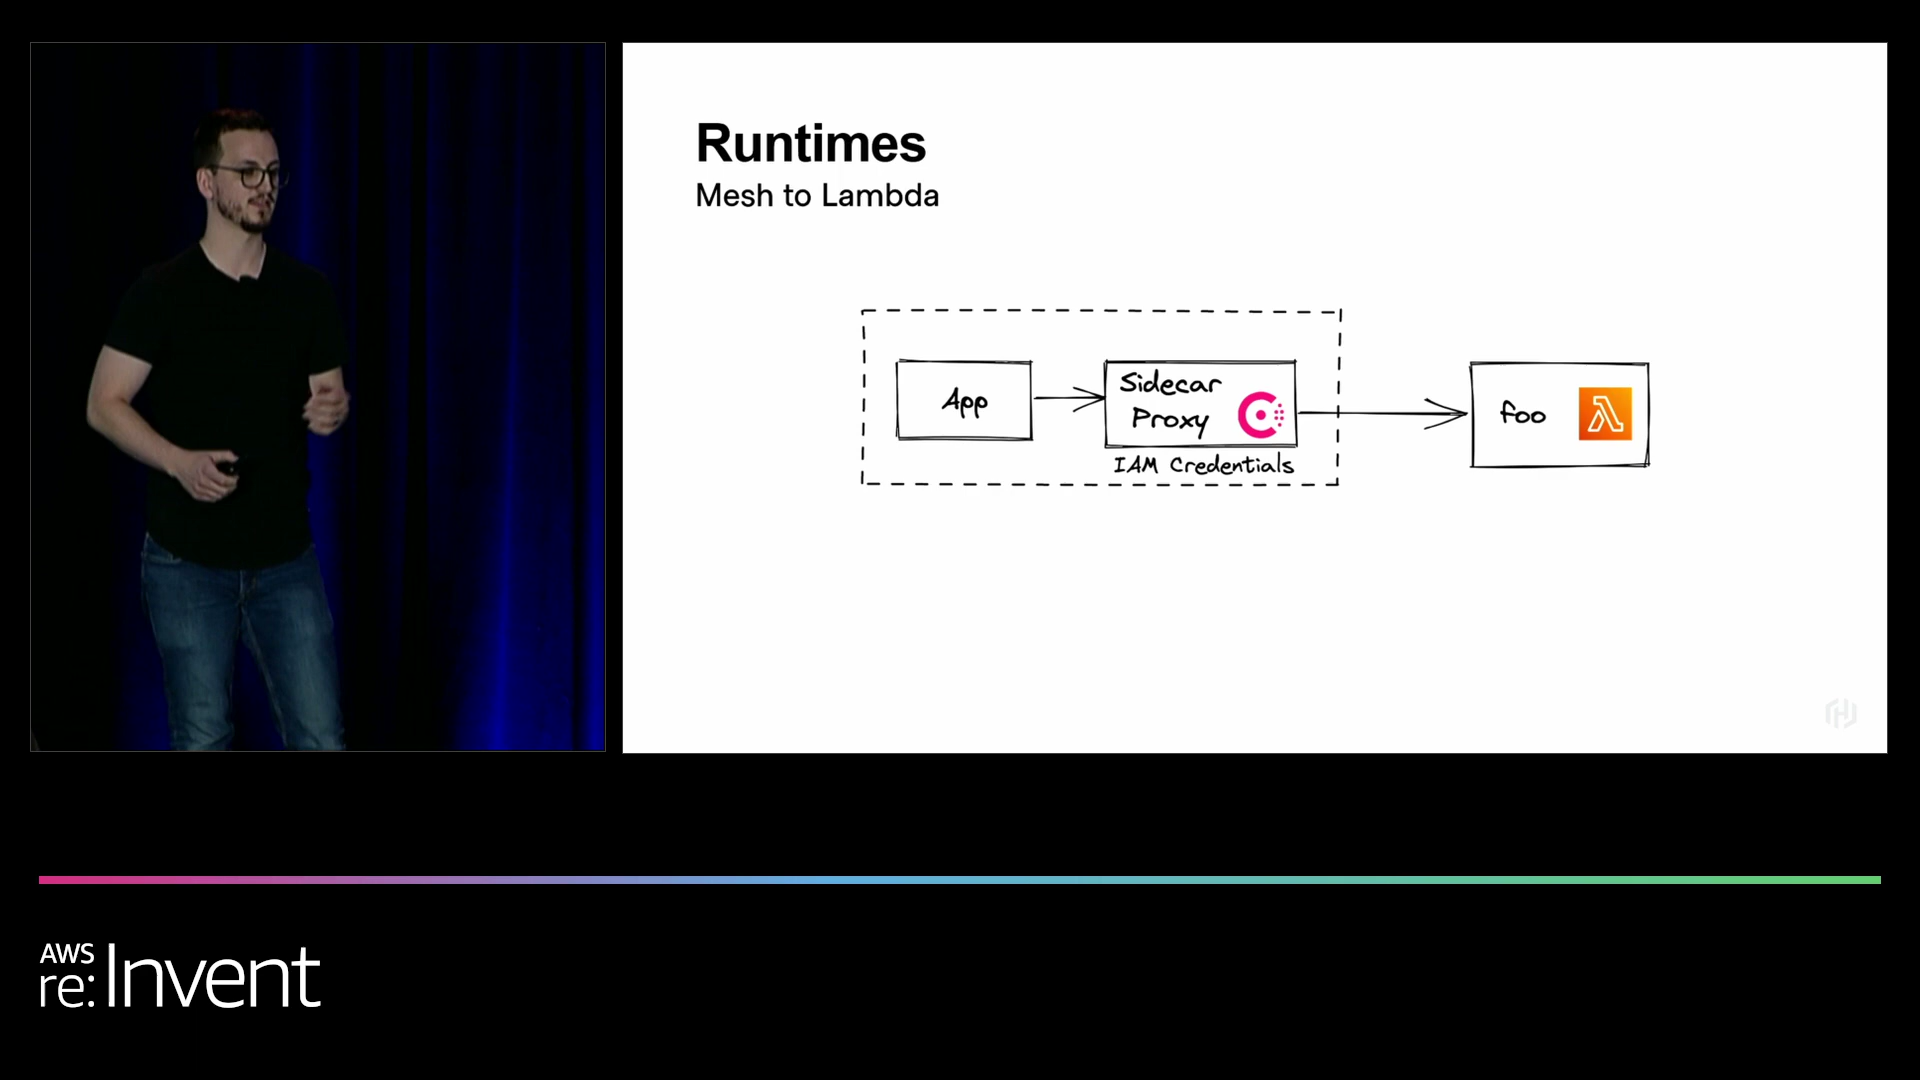 Runtimes
Mesh to Lambda
App
Sidecar
Proxy
IAM Credentials
foo
AWS
re:Invent